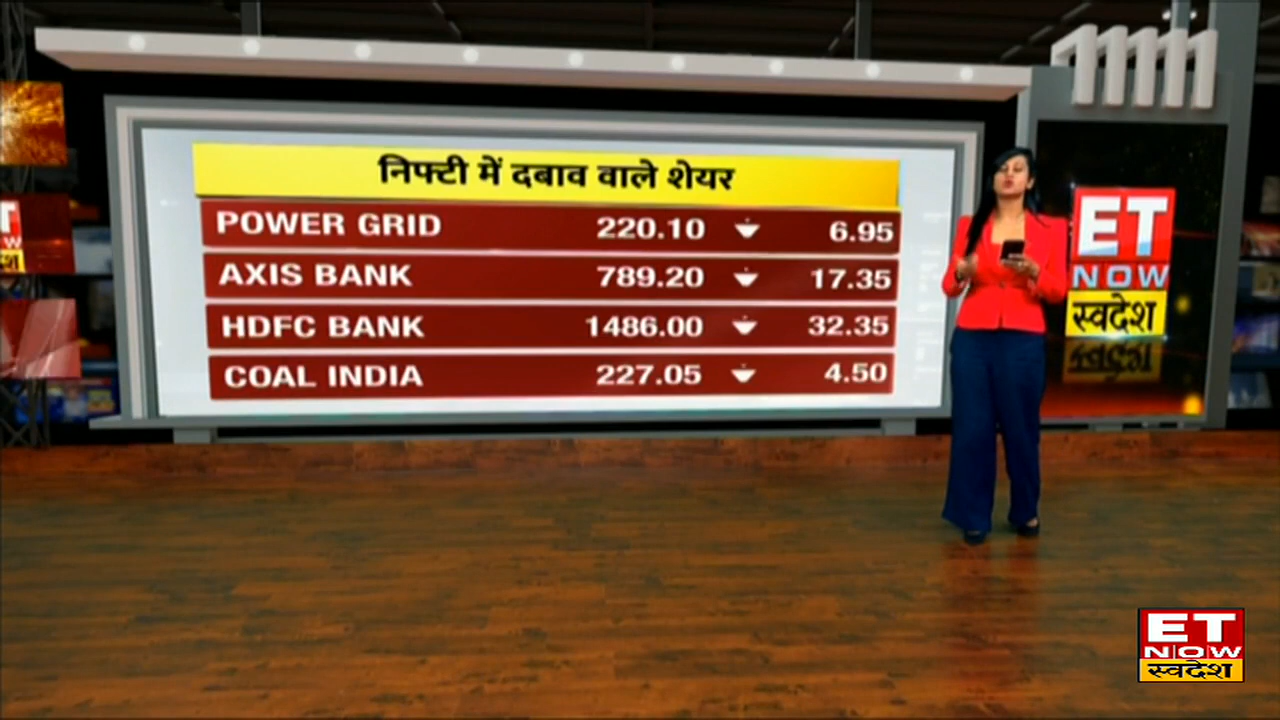 निफ्टी में दबाव वाले शेयर
POWER GRID 220.10 6.95
AXIS BANK 789.20 17.35
HDFC BANK 1486.00 32.35
COAL INDIA 227.05 4.50
ET
NOW
स्वदेश
ET
NOW
स्वदेश